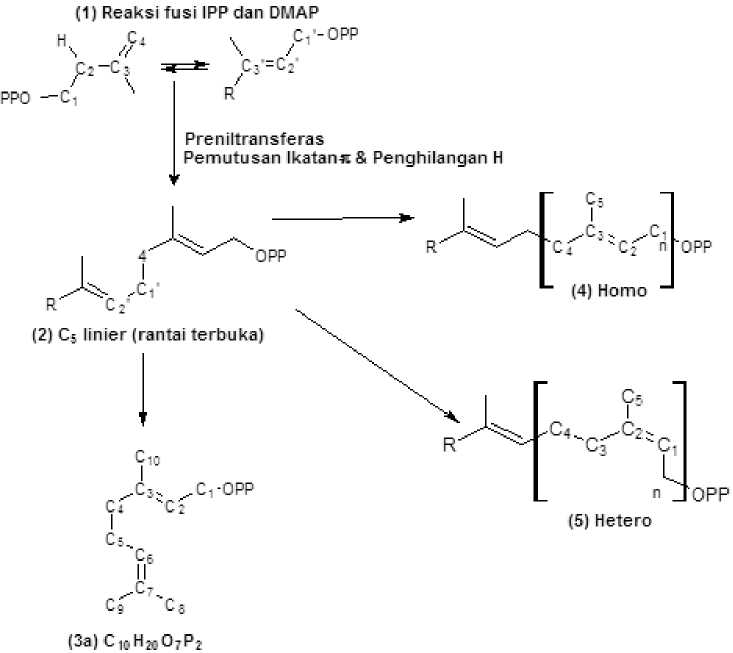 (1) Reaksi fusi IPP dan DMAP
H
C4
C2
C3
PPO
C1
C1'-OPP
C3'=C2'
R
Preniltransferas
Pemutusan Ikatan-π & Penghilangan H
4
OPP
R
C2'
C1'
(2) C5 linier (rantai terbuka)
C5
R
C4
C3
C2
C1
n
OPP
(4) Homo
C5
R
C4
C3
C2
C1
n
OPP
(5) Hetero
C10
C3
C1-OPP
C4
C2
C5
C6
C7
C9
C8
(3a) C10H20O7P2